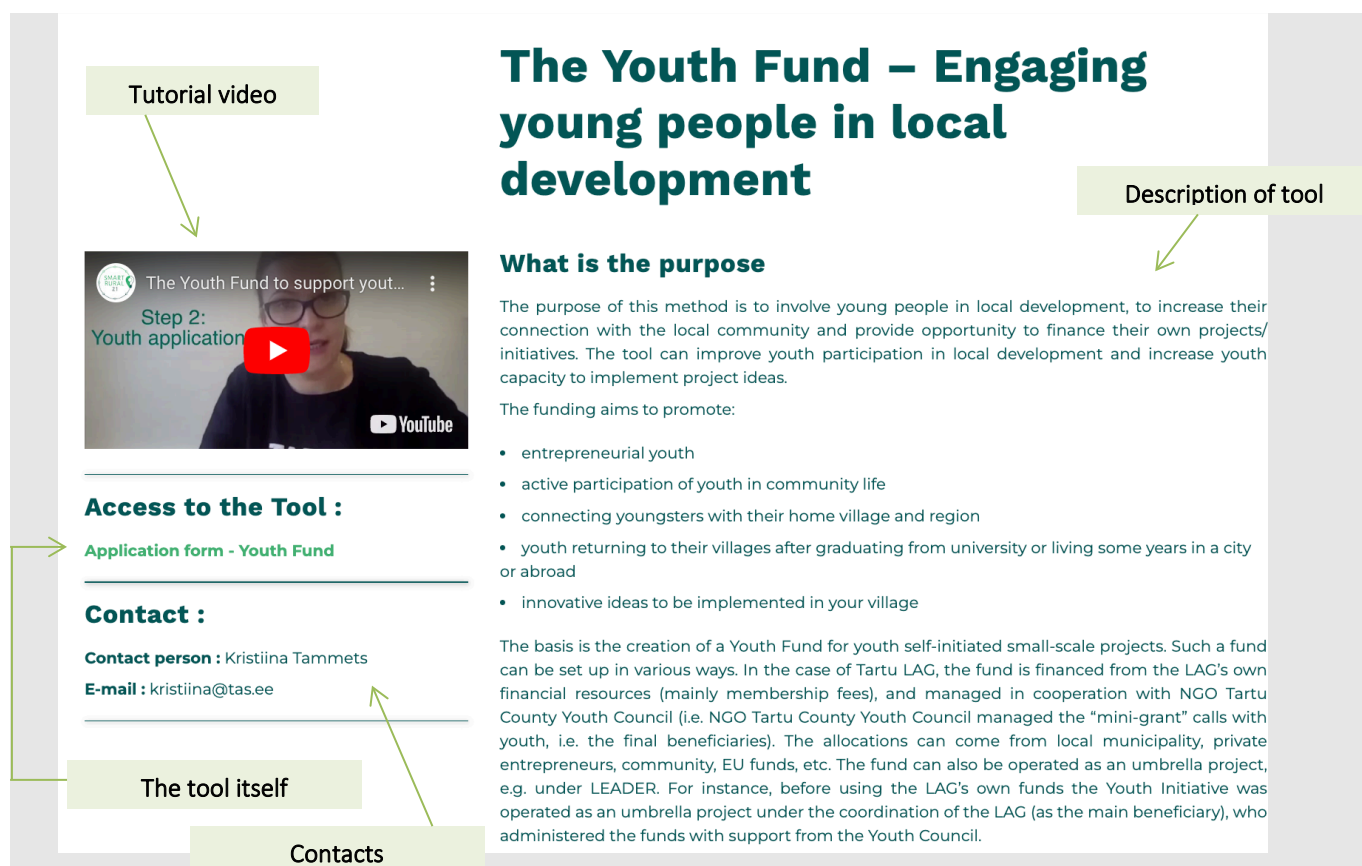 The Youth Fund – Engaging
young people in local
development
Tutorial video
Description of tool
SMART
RURAL
21
The Youth Fund to support yout...
Step 2:
Youth application
YouTube
Access to the Tool :
Application form - Youth Fund
Contact :
Contact person : Kristiina Tammets
E-mail : kristiina@tas.ee
The tool itself
Contacts
What is the purpose
The purpose of this method is to involve young people in local development, to increase their
connection with the local community and provide opportunity to finance their own projects/
initiatives. The tool can improve youth participation in local development and increase youth
capacity to implement project ideas.
The funding aims to promote:
• entrepreneurial youth
• active participation of youth in community life
• connecting youngsters with their home village and region
• youth returning to their villages after graduating from university or living some years in a city
or abroad
• innovative ideas to be implemented in your village
The basis is the creation of a Youth Fund for youth self-initiated small-scale projects. Such a fund
can be set up in various ways. In the case of Tartu LAG, the fund is financed from the LAG’s own
financial resources (mainly membership fees), and managed in cooperation with NGO Tartu
County Youth Council (i.e. NGO Tartu County Youth Council managed the “mini-grant” calls with
youth, i.e. the final beneficiaries). The allocations can come from local municipality, private
entrepreneurs, community, EU funds, etc. The fund can also be operated as an umbrella project,
e.g. under LEADER. For instance, before using the LAG’s own funds the Youth Initiative was
operated as an umbrella project under the coordination of the LAG (as the main beneficiary), who
administered the funds with support from the Youth Council.